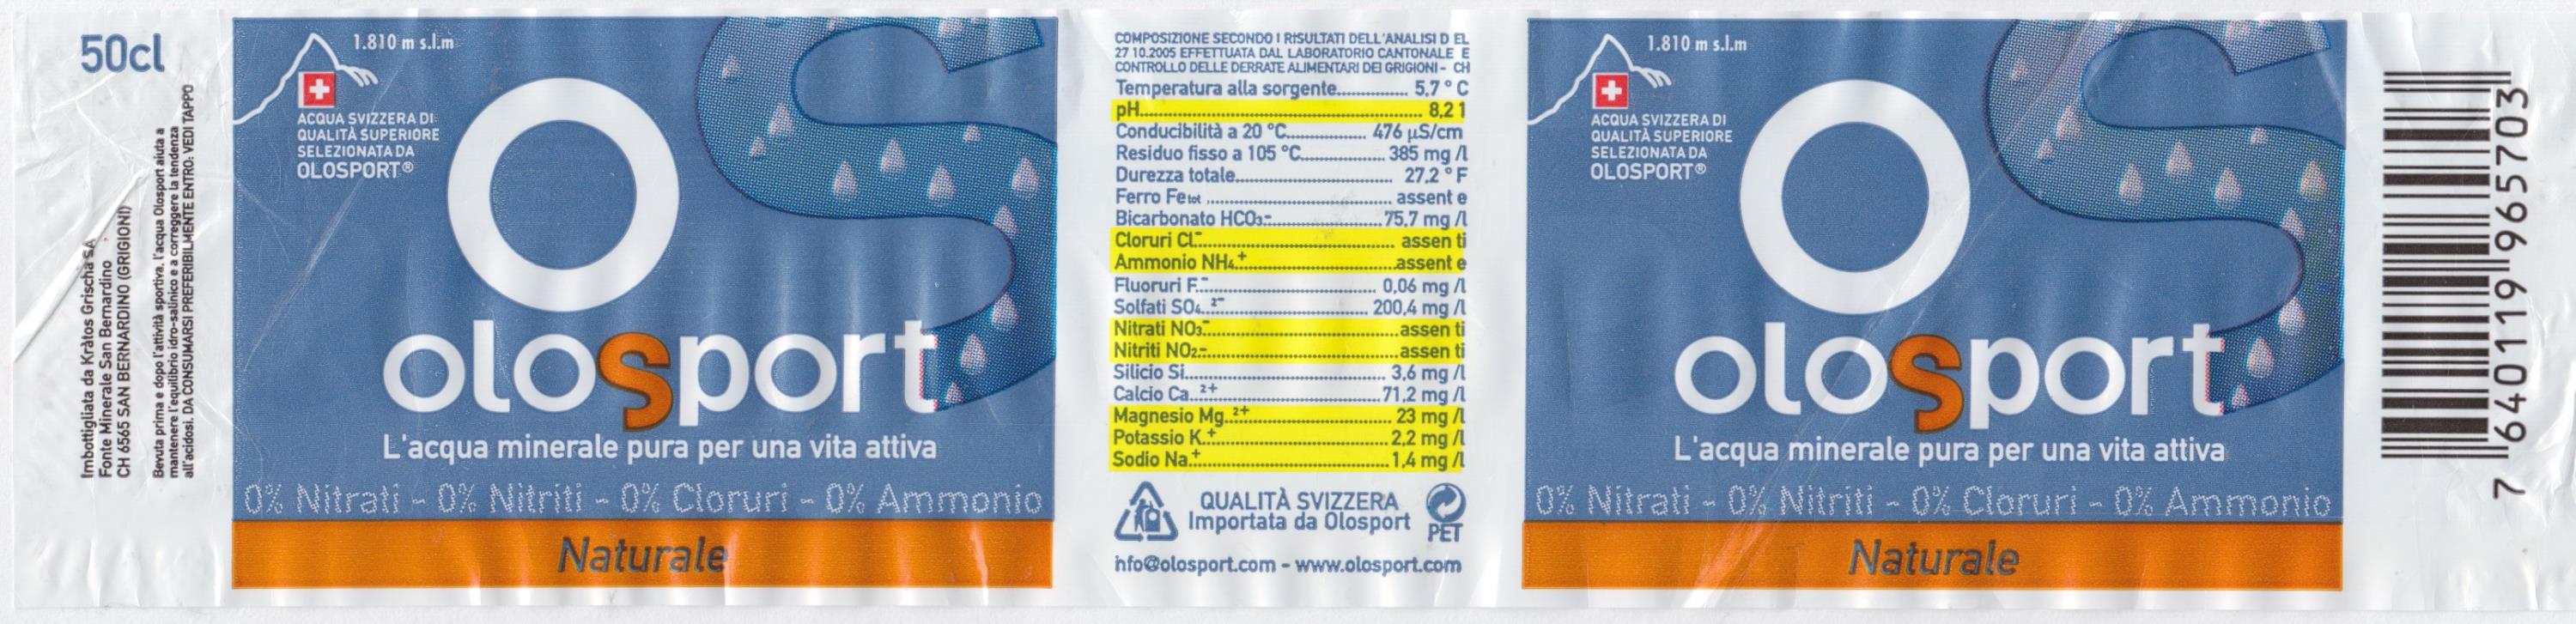 50cl
Imbottigliata da Kràtos Grischa SA
Fonte Minerale San Bernardino
CH 6565 SAN BERNARDINO (GRIGIONI)
Bevuta prima e dopo l'attività sportiva, l'acqua Olosport aiuta a
mantenere l'equilibrio idro-salinico e a correggere la tendenza
all'acidosi. DA CONSUMARSI PREFERIBILMENTE ENTRO: VEDI TAPPO
1.810 m s.l.m
ACQUA SVIZZERA DI
QUALITÀ SUPERIORE
SELEZIONATA DA
OLOSPORT®
olosport
L'acqua minerale pura per una vita attiva
0% Nitrati - 0% Nitriti - 0% Cloruri - 0% Ammonio
Naturale
COMPOSIZIONE SECONDO I RISULTATI DELL'ANALISI D EL
27 10.2005 EFFETTUATA DAL LABORATORIO CANTONALE E
CONTROLLO DELLE DERRATE ALIMENTARI DEI GRIGIONI - CH
Temperatura alla sorgente.............. 5,7 ° C
pH.............. 8,2 1
Conducibilità a 20 °C.............. 476 µS/cm
Residuo fisso a 105 °C.............. 385 mg /l
Durezza totale.............. 27,2 ° F
Ferro Fe tot .............. assent e
Bicarbonato HCO3-.............. 75,7 mg /l
Cloruri Cl-.............. assen ti
Ammonio NH4+.............. assent e
Fluoruri F-.............. 0,06 mg /l
Solfati SO4 2-.............. 200,4 mg /l
Nitrati NO3-.............. assen ti
Nitriti NO2-.............. assen ti
Silicio Si.............. 3,6 mg /l
Calcio Ca 2+.............. 71,2 mg /l
Magnesio Mg 2+.............. 23 mg /l
Potassio K+.............. 2,2 mg /l
Sodio Na+.............. 1,4 mg /l
QUALITÀ SVIZZERA
Importata da Olosport
PET
info@olosport.com - www.olosport.com
1.810 m s.l.m
ACQUA SVIZZERA DI
QUALITÀ SUPERIORE
SELEZIONATA DA
OLOSPORT®
olosport
L'acqua minerale pura per una vita attiva
0% Nitrati - 0% Nitriti - 0% Cloruri - 0% Ammonio
Naturale
7 640119 965703